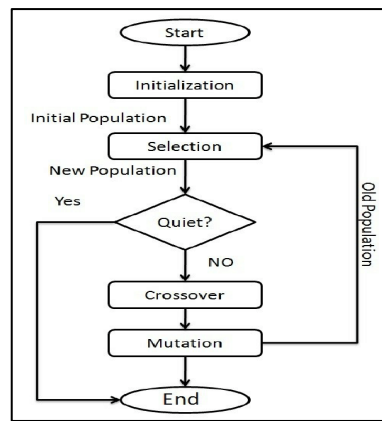 Start
Initialization
Initial Population
Selection
New Population
Yes
Quiet?
Old Population
NO
Crossover
Mutation
End